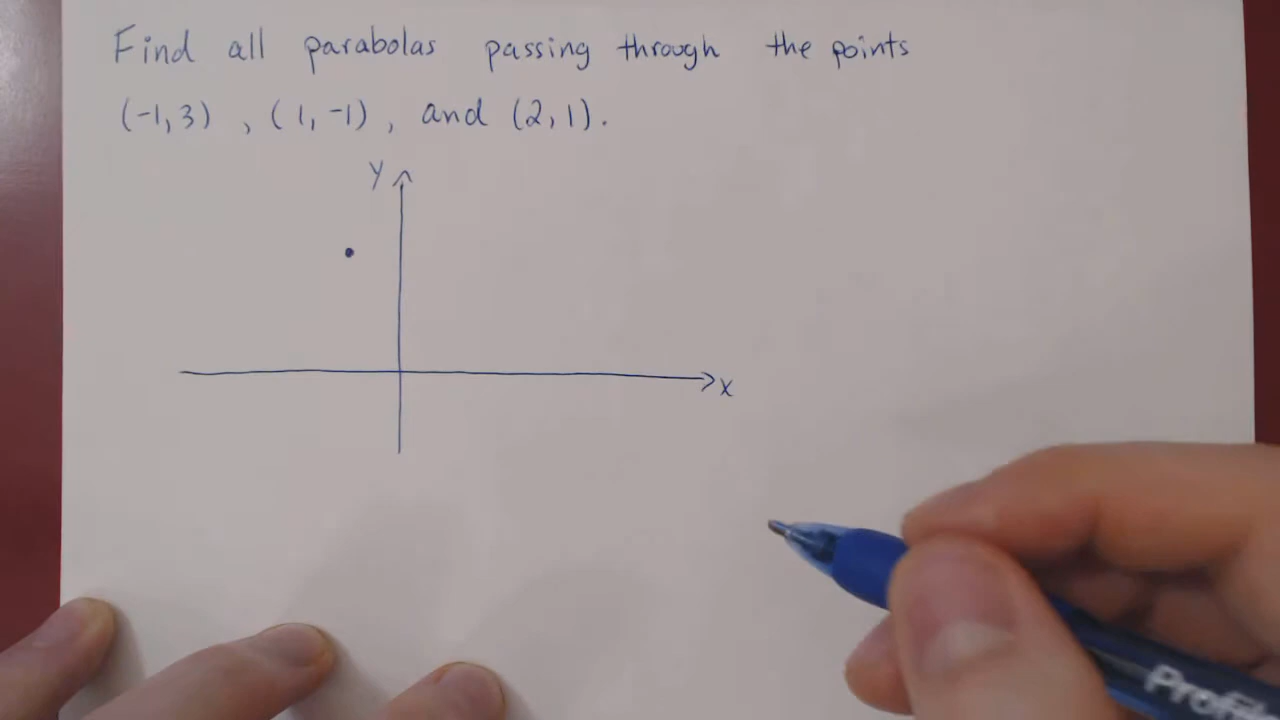 Find all parabolas passing through the points
(-1,3) , (1,-1) , and (2,1).
y
x